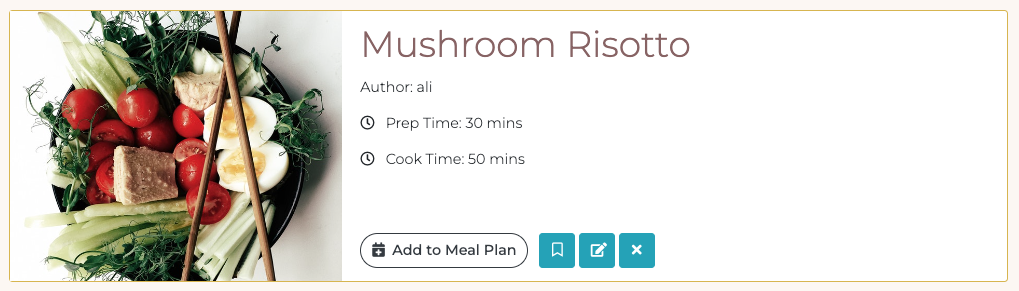 Mushroom Risotto
Author: ali
Prep Time: 30 mins
Cook Time: 50 mins
Add to Meal Plan